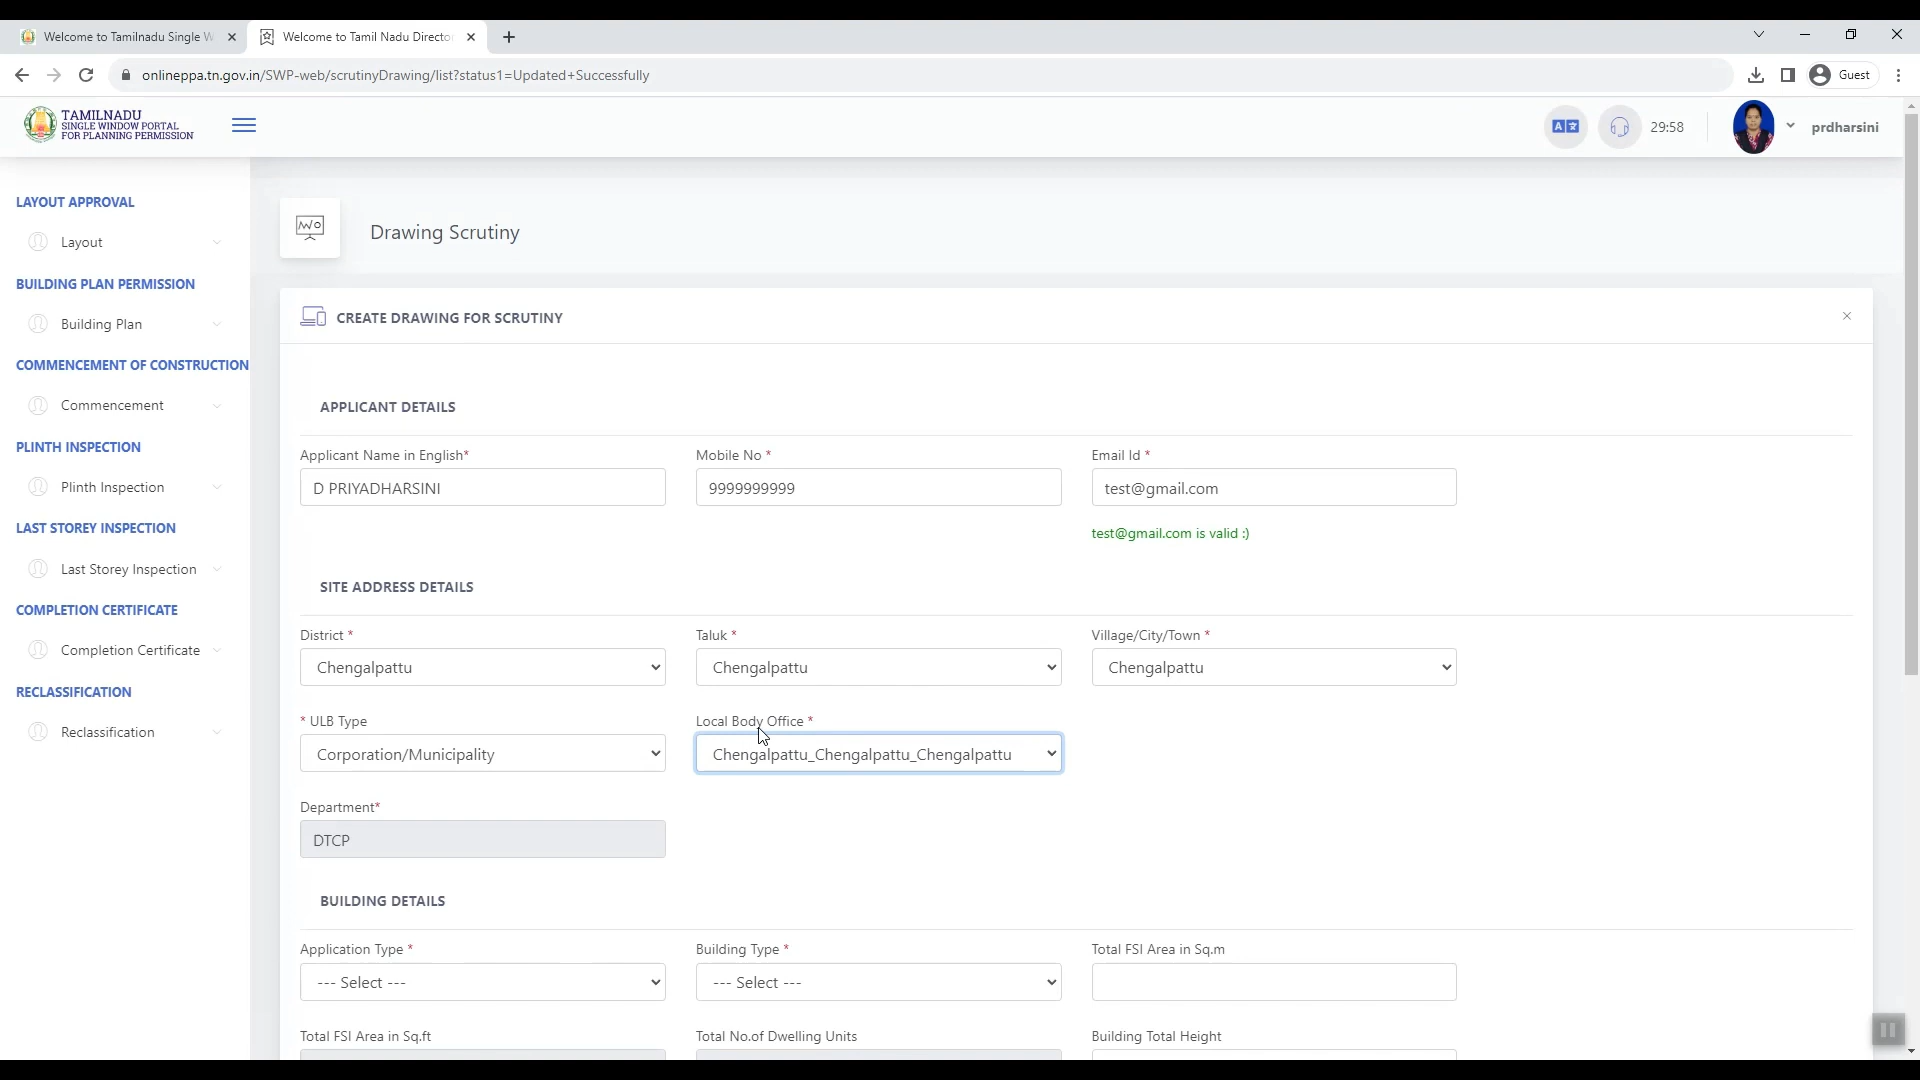 Welcome to Tamilnadu Single W
Welcome to Tamil Nadu Director
onlineppa.tn.gov.in/SWP-web/scrutinyDrawing/list?status1=Updated+Successfully
Guest
TAMILNADU
SINGLE WINDOW PORTAL
FOR PLANNING PERMISSION
29:58
prdharsini
LAYOUT APPROVAL
Layout
BUILDING PLAN PERMISSION
Building Plan
COMMENCEMENT OF CONSTRUCTION
Commencement
PLINTH INSPECTION
Plinth Inspection
LAST STOREY INSPECTION
Last Storey Inspection
COMPLETION CERTIFICATE
Completion Certificate
RECLASSIFICATION
Reclassification
Drawing Scrutiny
CREATE DRAWING FOR SCRUTINY
APPLICANT DETAILS
Applicant Name in English* Mobile No * Email Id *
D PRIYADHARSINI 9999999999 test@gmail.com
test@gmail.com is valid :)
SITE ADDRESS DETAILS
District * Taluk * Village/City/Town *
Chengalpattu Chengalpattu Chengalpattu
* ULB Type Local Body Office *
Corporation/Municipality Chengalpattu_Chengalpattu_Chengalpattu
Department*
DTCP
BUILDING DETAILS
Application Type * Building Type * Total FSI Area in Sq.m
--- Select --- --- Select ---
Total FSI Area in Sq.ft Total No.of Dwelling Units Building Total Height